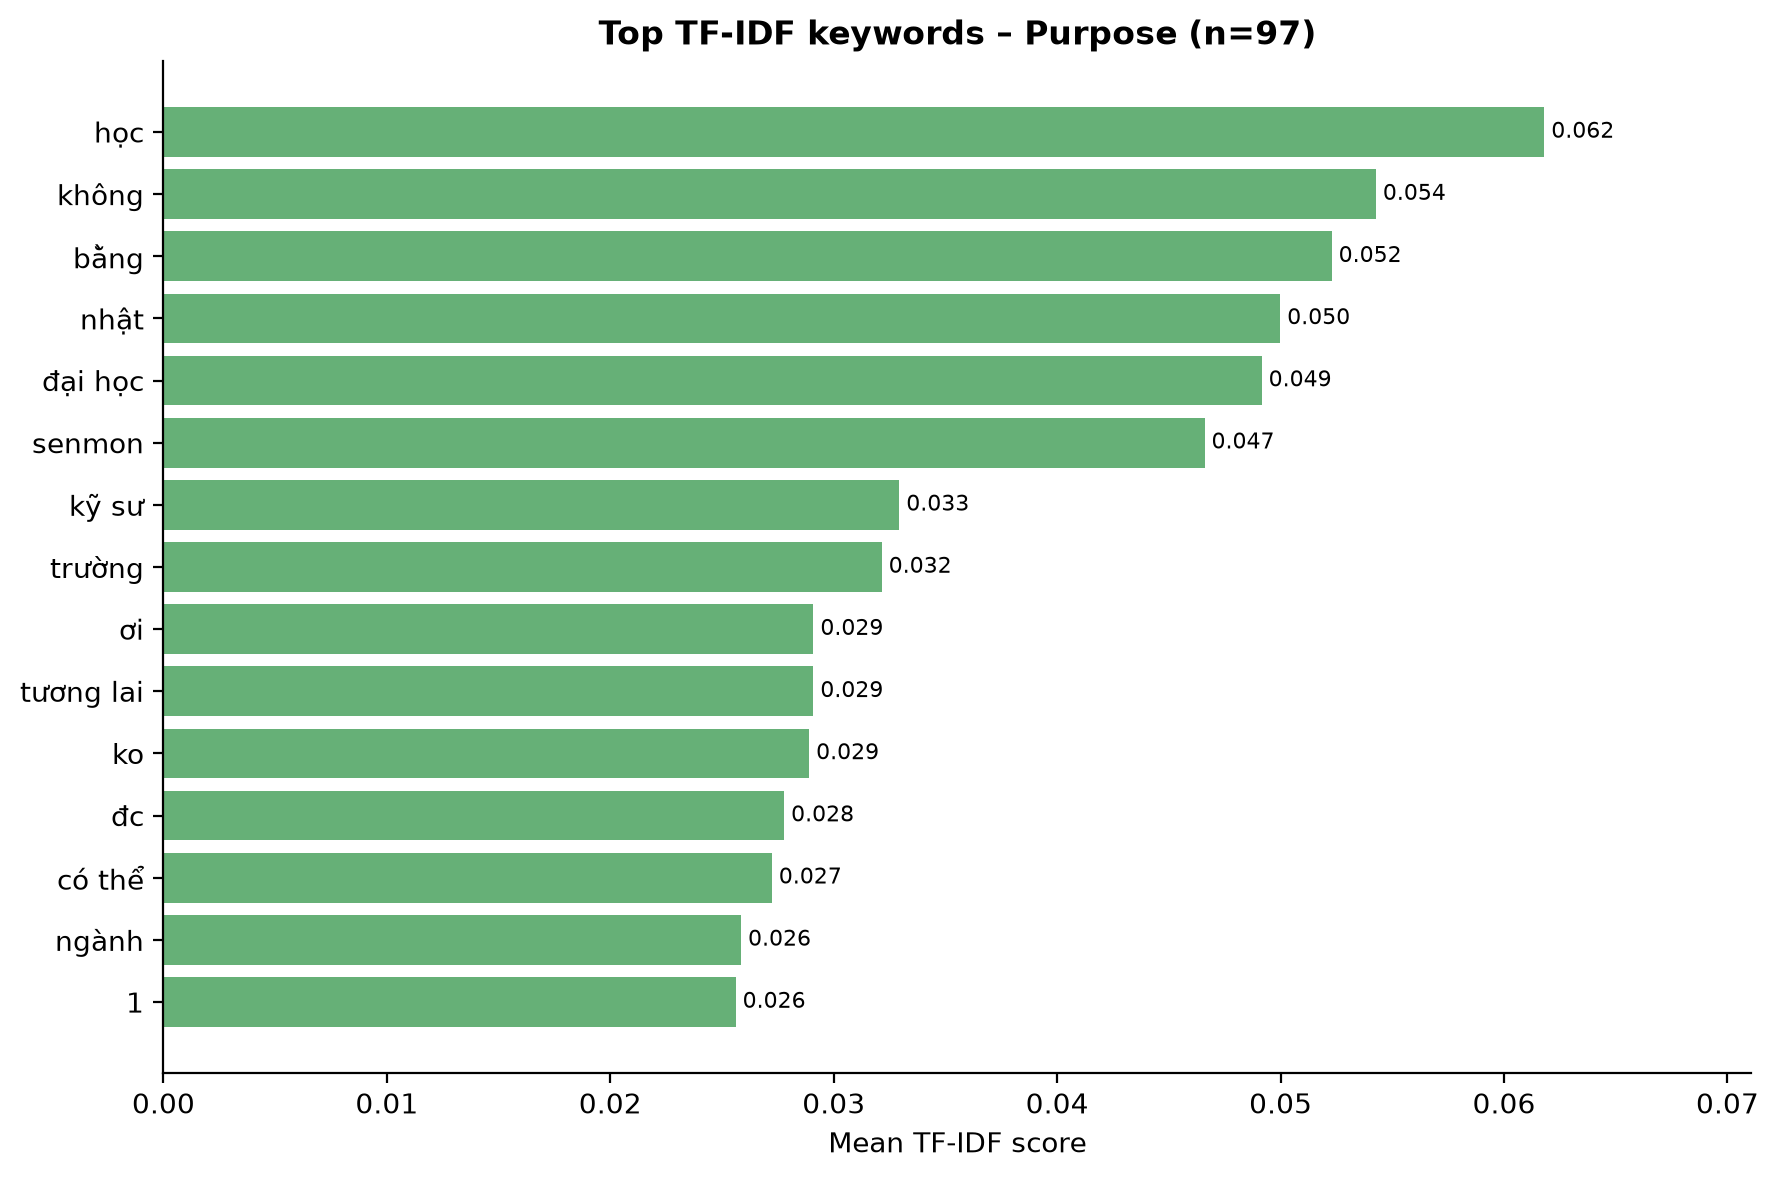 Top TF-IDF keywords – Purpose (n=97)
học 0.062
không 0.054
bằng 0.052
nhật 0.050
đại học 0.049
senmon 0.047
kỹ sư 0.033
trường 0.032
ơi 0.029
tương lai 0.029
ko 0.029
đc 0.028
có thể 0.027
ngành 0.026
1 0.026
0.00 0.01 0.02 0.03 0.04 0.05 0.06 0.07
Mean TF-IDF score